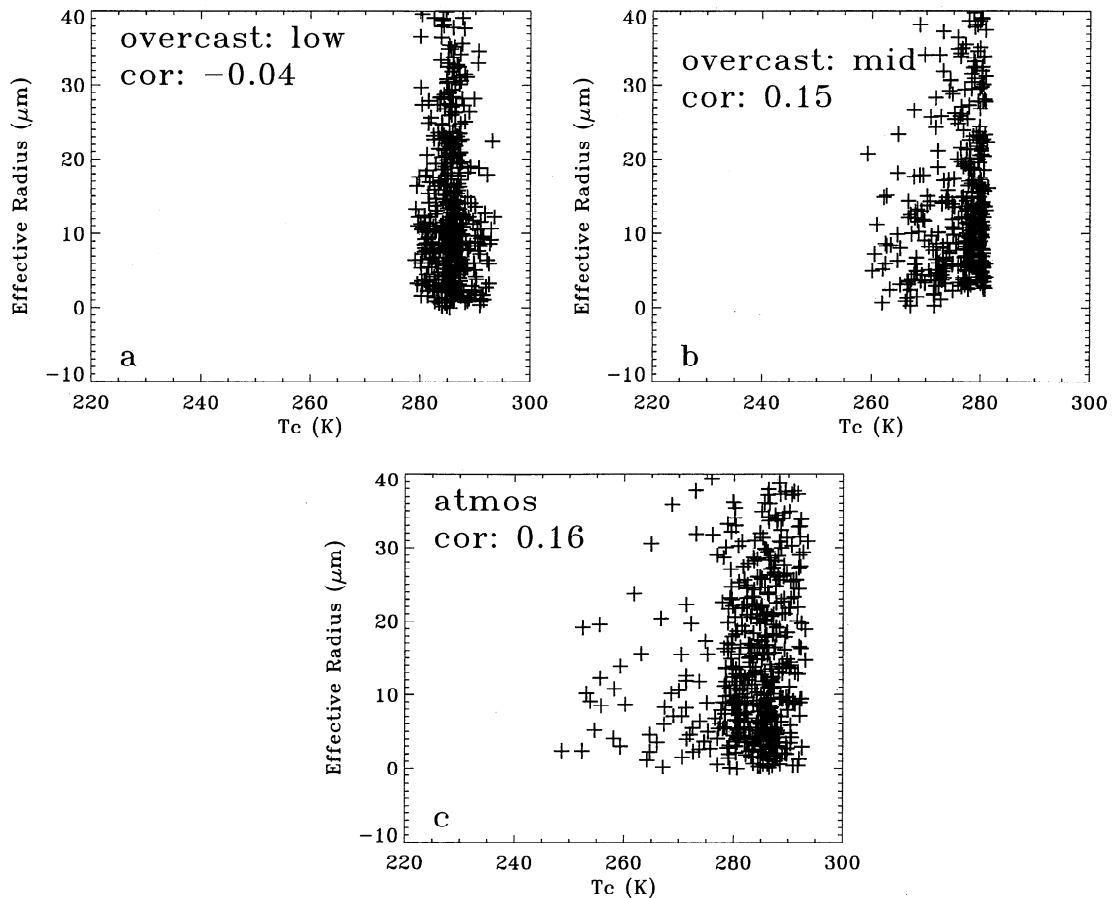 40
30
20
10
0
−10
Effective Radius (μm)
overcast: low
cor: −0.04
a
220
240
260
280
300
Tc (K)
40
30
20
10
0
−10
Effective Radius (μm)
overcast: mid
cor: 0.15
b
220
240
260
280
300
Tc (K)
40
30
20
10
0
−10
Effective Radius (μm)
atmos
cor: 0.16
c
220
240
260
280
300
Tc (K)